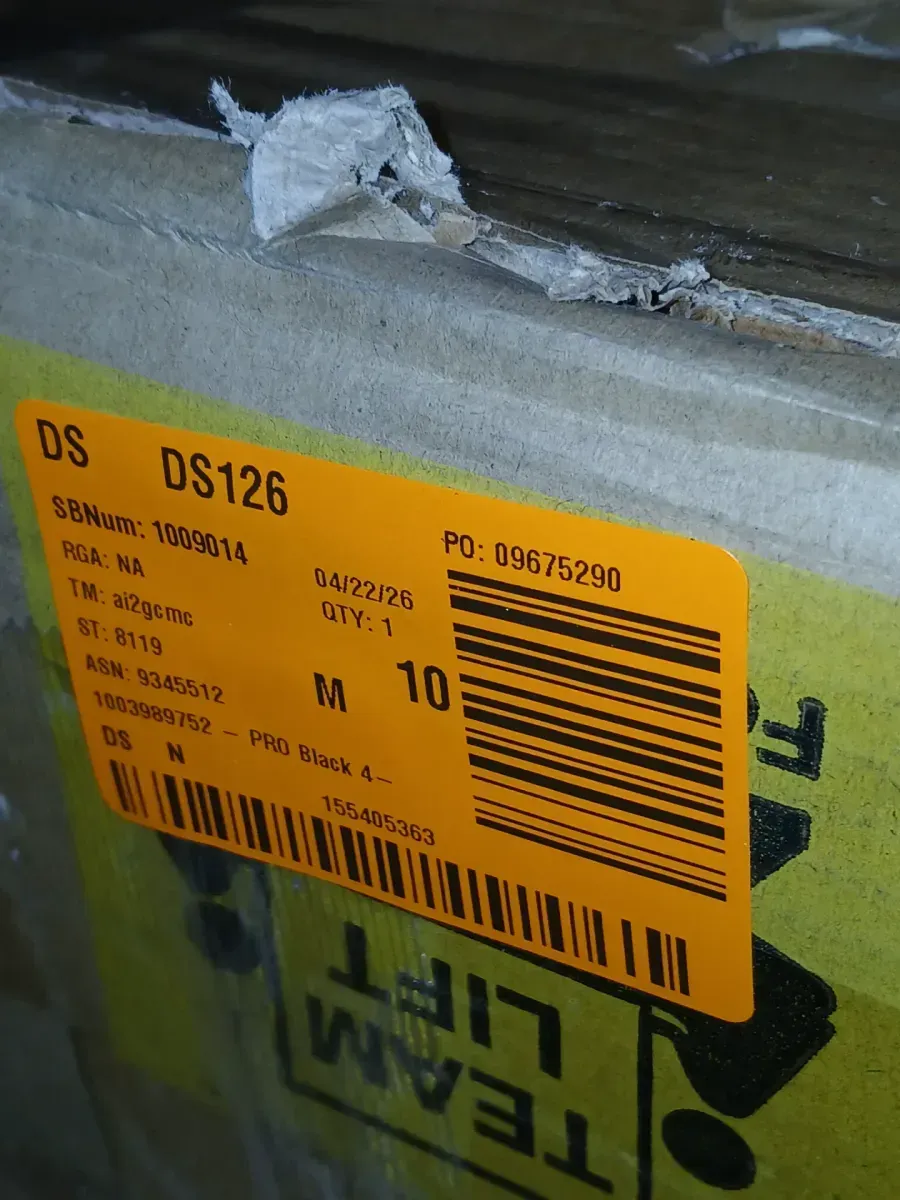 DS DS126
SBNum: 1009014
RGA: NA
TM: ai2gcmc
ST: 8119
ASN: 9345512
04/22/26
QTY: 1
M 10
PO: 09675290
1003989752 – PRO Black 4–
DS N
155405363
TEAM
LIFT